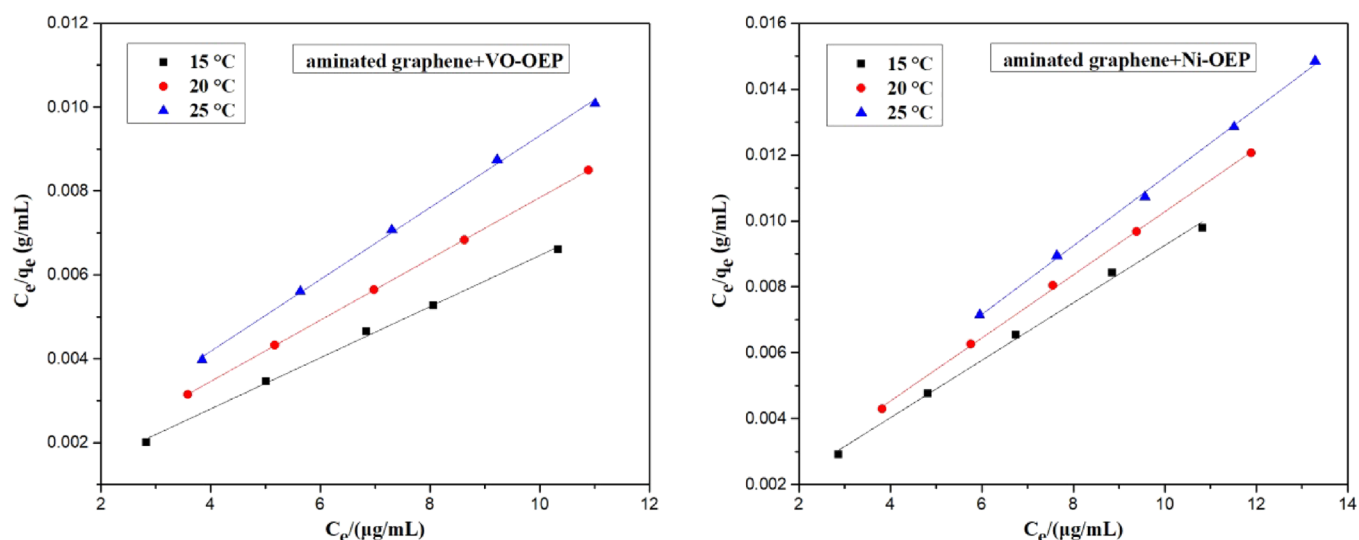 0.012
0.010
0.008
0.006
0.004
0.002
Cₑ/qₑ (g/mL)
15 °C
20 °C
25 °C
aminated graphene+VO-OEP
2 4 6 8 10 12
Cₑ/(μg/mL)
0.016
0.014
0.012
0.010
0.008
0.006
0.004
0.002
Cₑ/qₑ (g/mL)
15 °C
20 °C
25 °C
aminated graphene+Ni-OEP
2 4 6 8 10 12 14
Cₑ/(μg/mL)